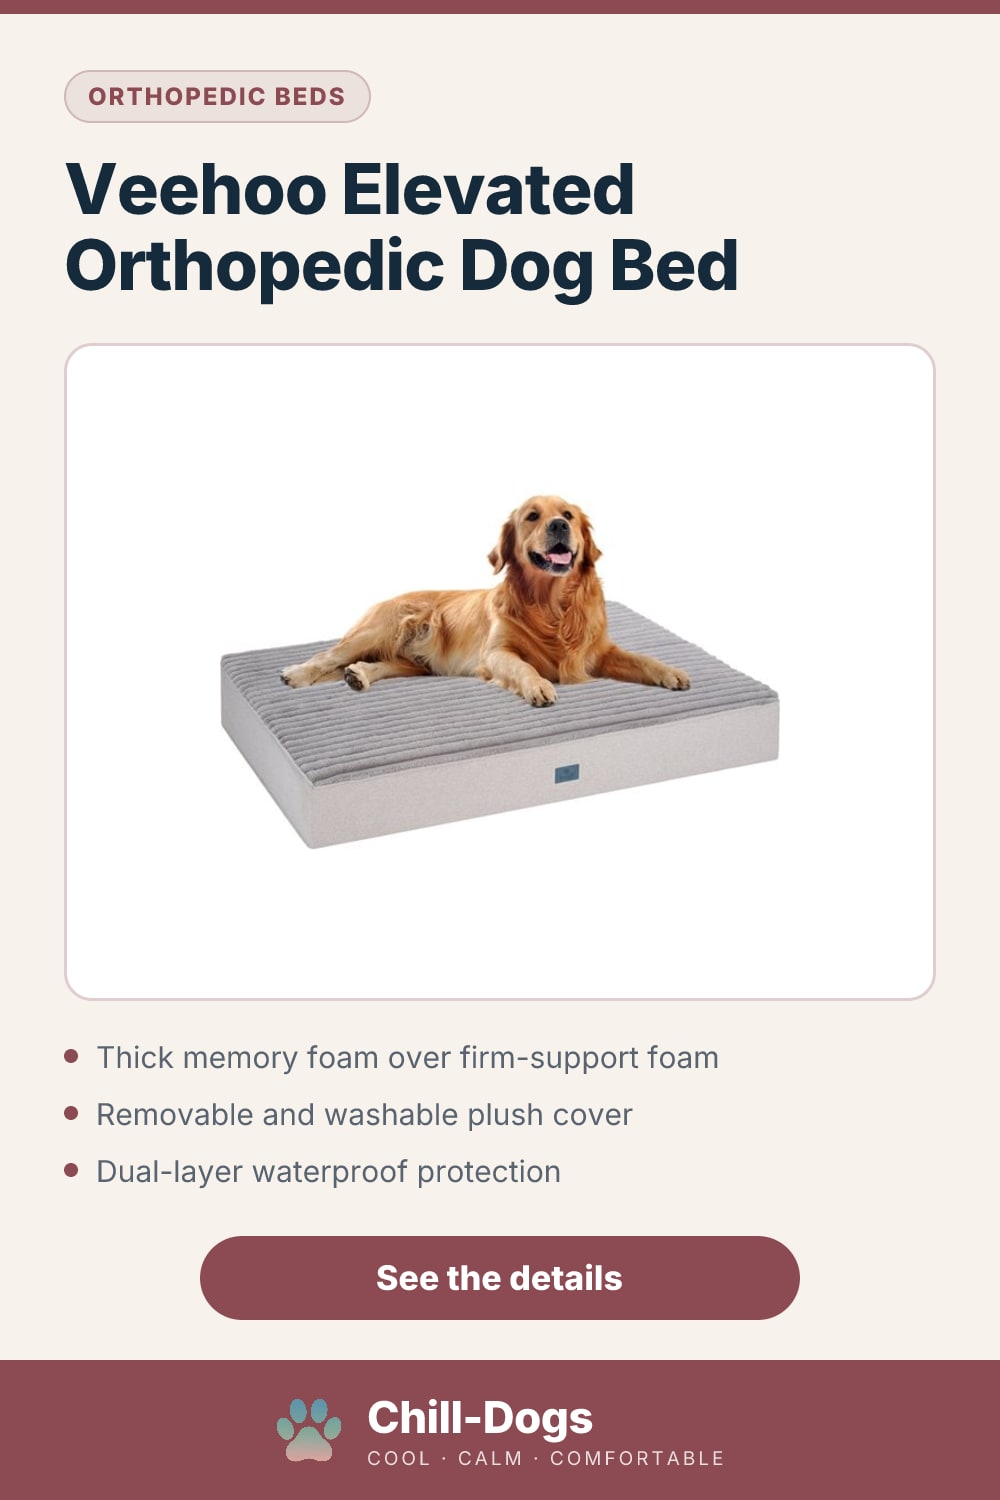 ORTHOPEDIC BEDS
Veehoo Elevated
Orthopedic Dog Bed
Thick memory foam over firm-support foam
Removable and washable plush cover
Dual-layer waterproof protection
See the details
Chill-Dogs
COOL · CALM · COMFORTABLE